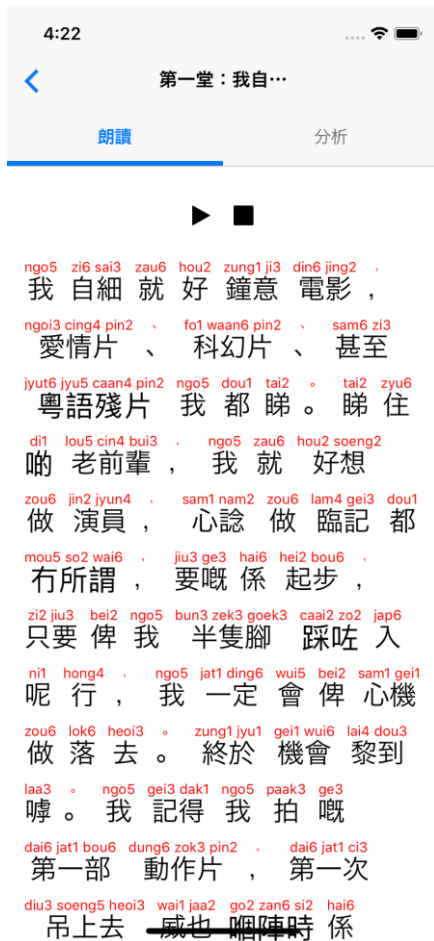 4:22
第一堂：我自…
朗讀 分析
ngo5 zi6 sai3 zau6 hou2 zung1 ji3 din6 jing2 ，
我 自細 就 好 鐘意 電影 ，
ngoi3 cing4 pin2 、 fo1 waan6 pin2 、 sam6 zi3
愛情片 、 科幻片 、 甚至
jyut6 jyu5 caan4 pin2 ngo5 dou1 tai2 。 tai2 zyu6
粵語殘片 我 都 睇 。 睇 住
di1 lou5 cin4 bui3 ， ngo5 zau6 hou2 soeng2
啲 老前輩 ， 我 就 好想
zou6 jin2 jyun4 ， sam1 nam2 zou6 lam4 gei3 dou1
做 演員 ， 心諗 做 臨記 都
mou5 so2 wai6 ， jiu3 ge3 hai6 hei2 bou6 ，
冇所謂 ， 要嘅 係 起步 ，
zi2 jiu3 bei2 ngo5 bun3 zek3 goek3 caai2 zo2 jap6
只要 俾 我 半隻腳 踩咗 入
ni1 hong4 ， ngo5 jat1 ding6 wui5 bei2 sam1 gei1
呢 行 ， 我 一定 會 俾 心機
zou6 lok6 heoi3 。 zung1 jyu1 gei1 wui6 lai4 dou3
做 落 去 。 終於 機會 黎到
laa3 。 ngo5 gei3 dak1 ngo5 paak3 ge3
嘑 。 我 記得 我 拍 嘅
dai6 jat1 bou6 dung6 zok3 pin2 ， dai6 jat1 ci3
第一部 動作片 ， 第一次
diu3 soeng5 heoi3 wai1 jaa2 go2 zan6 si2 hai6
吊上去 威也 嗰陣時 係